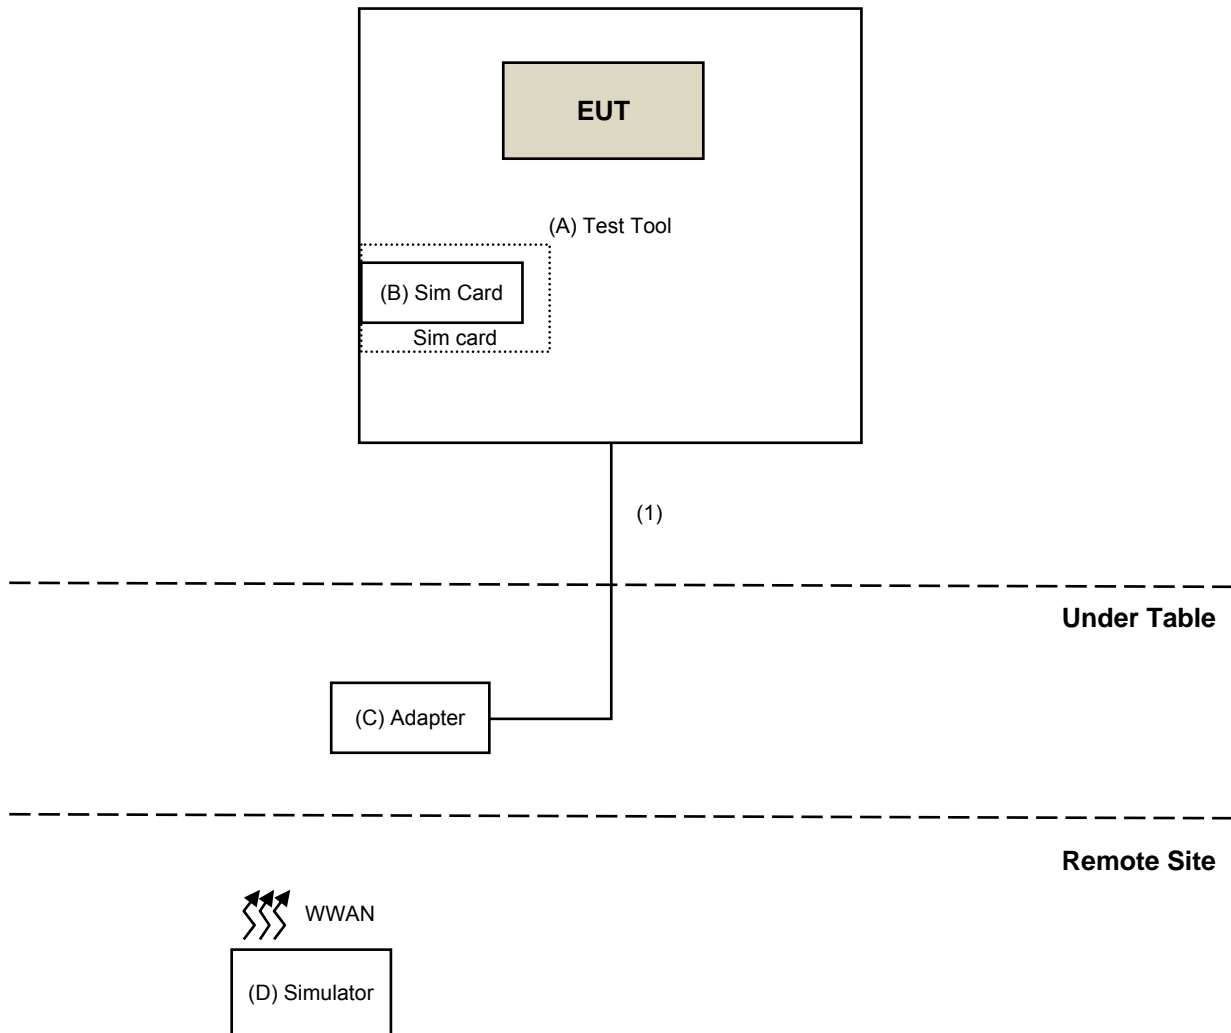 EUT
(A) Test Tool
(B) Sim Card
Sim card
(1)
Under Table
(C) Adapter
Remote Site
WWAN
(D) Simulator